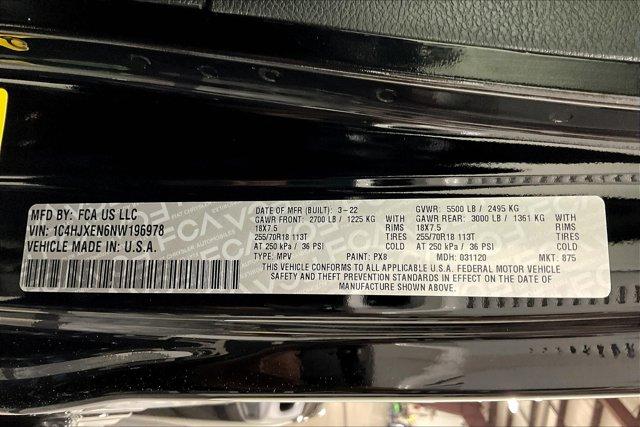 MFD BY: FCA US LLC
VIN: 1C4HJXEN6NW196978
VEHICLE MADE IN: U.S.A.
DATE OF MFR (BUILT): 3-22
GVWR: 5500 LB / 2495 KG
GAWR FRONT: 2700 LB / 1225 KG WITH
GAWR REAR: 3000 LB / 1361 KG WITH
18X7.5 RIMS
18X7.5 RIMS
255/70R18 113T TIRES
255/70R18 113T TIRES
AT 250 kPa / 36 PSI COLD
AT 250 kPa / 36 PSI COLD
TYPE: MPV PAINT: PX8 MDH: 031120 MKT: 875
THIS VEHICLE CONFORMS TO ALL APPLICABLE U.S.A. FEDERAL MOTOR VEHICLE
SAFETY AND THEFT PREVENTION STANDARDS IN EFFECT ON THE DATE OF
MANUFACTURE SHOWN ABOVE.